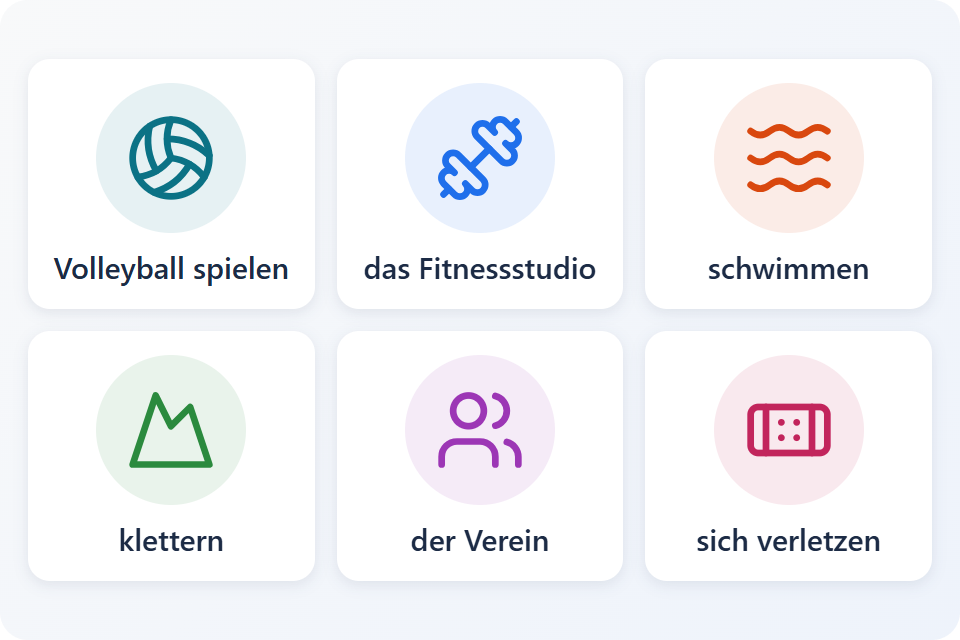 Volleyball spielen
das Fitnessstudio
schwimmen
klettern
der Verein
sich verletzen